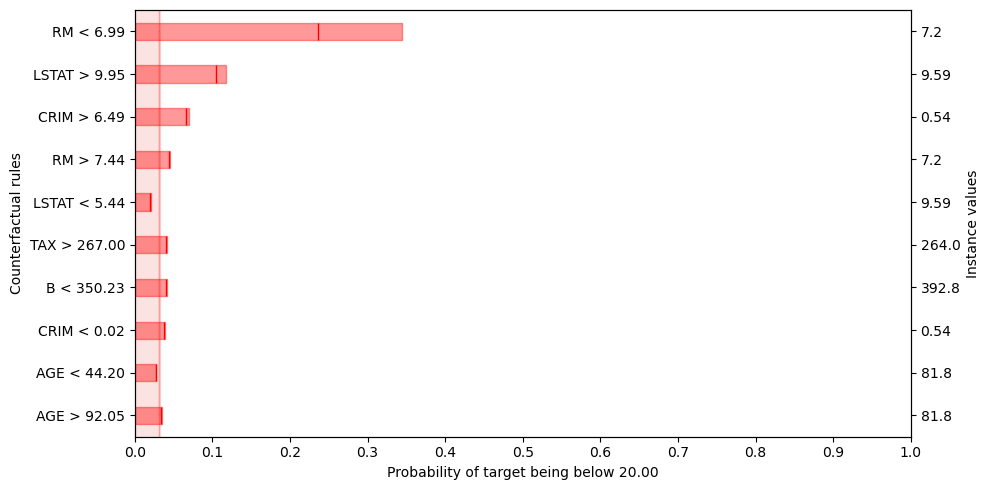 Counterfactual rules
RM < 6.99
LSTAT > 9.95
CRIM > 6.49
RM > 7.44
LSTAT < 5.44
TAX > 267.00
B < 350.23
CRIM < 0.02
AGE < 44.20
AGE > 92.05
7.2
9.59
0.54
7.2
9.59
264.0
392.8
0.54
81.8
81.8
Instance values
0.0 0.1 0.2 0.3 0.4 0.5 0.6 0.7 0.8 0.9 1.0
Probability of target being below 20.00